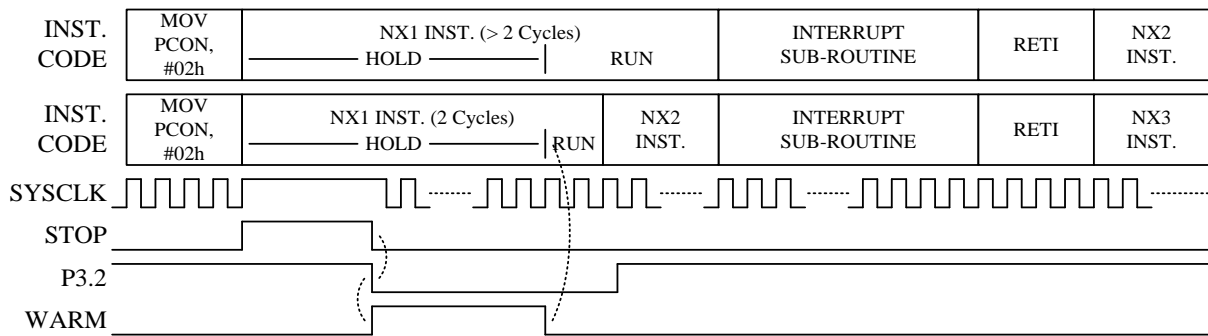 INST.
CODE
MOV
PCON,
#02h
NX1 INST. (> 2 Cycles)
HOLD
RUN
INTERRUPT
SUB-ROUTINE
RETI
NX2
INST.
INST.
CODE
MOV
PCON,
#02h
NX1 INST. (2 Cycles)
HOLD
RUN
NX2
INST.
INTERRUPT
SUB-ROUTINE
RETI
NX3
INST.
SYSCLK
STOP
P3.2
WARM